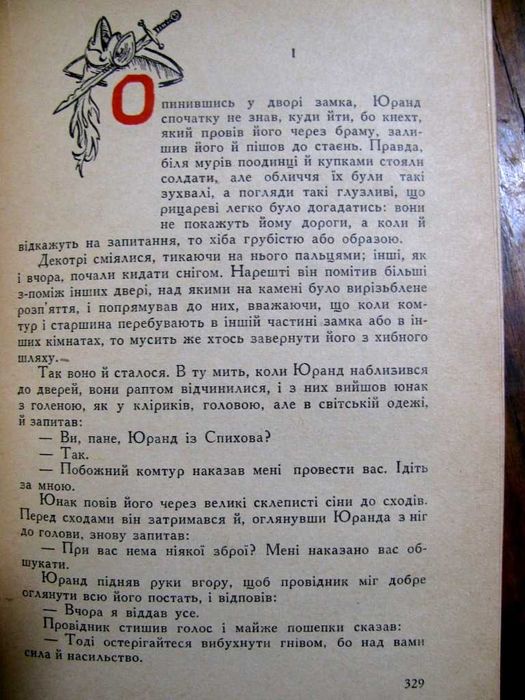 I
Опинившись у дворі замка, Юранд
спочатку не знав, куди йти, бо кнехт,
який провів його через браму, зали-
шив його й пішов до стаєнь. Правда,
біля мурів поодинці й купками стояли
солдати, але обличчя їх були такі
зухвалі, а погляди такі глузливі, що
рицареві легко було догадатись: вони
не покажуть йому дороги, а коли й
відкажуть на запитання, то хіба грубістю або образою.
Декотрі сміялися, тикаючи на нього пальцями; інші, як
і вчора, почали кидати снігом. Нарешті він помітив більші
з-поміж інших двері, над якими на камені було вирізьблене
розп'яття, і попрямував до них, вважаючи, що коли ком-
тур і старшина перебувають в іншій частині замка або в ін-
ших кімнатах, то мусить же хтось завернути його з хибного
шляху.
Так воно й сталося. В ту мить, коли Юранд наблизився
до дверей, вони раптом відчинилися, і з них вийшов юнак
з голеною, як у кліриків, головою, але в світській одежі,
й запитав:
— Ви, пане, Юранд із Спихова?
— Так.
— Побожний комтур наказав мені провести вас. Ідіть
за мною.
Юнак повів його через великі склеписті сіни до сходів.
Перед сходами він затримався й, оглянувши Юранда з ніг
до голови, знову запитав:
— При вас нема ніякої зброї? Мені наказано вас об-
шукати.
Юранд підняв руки вгору, щоб провідник міг добре
оглянути всю його постать, і відповів:
— Вчора я віддав усе.
Провідник стишив голос і майже пошепки сказав:
— Тоді остерігайтеся вибухнути гнівом, бо над вами
сила й насильство.
329